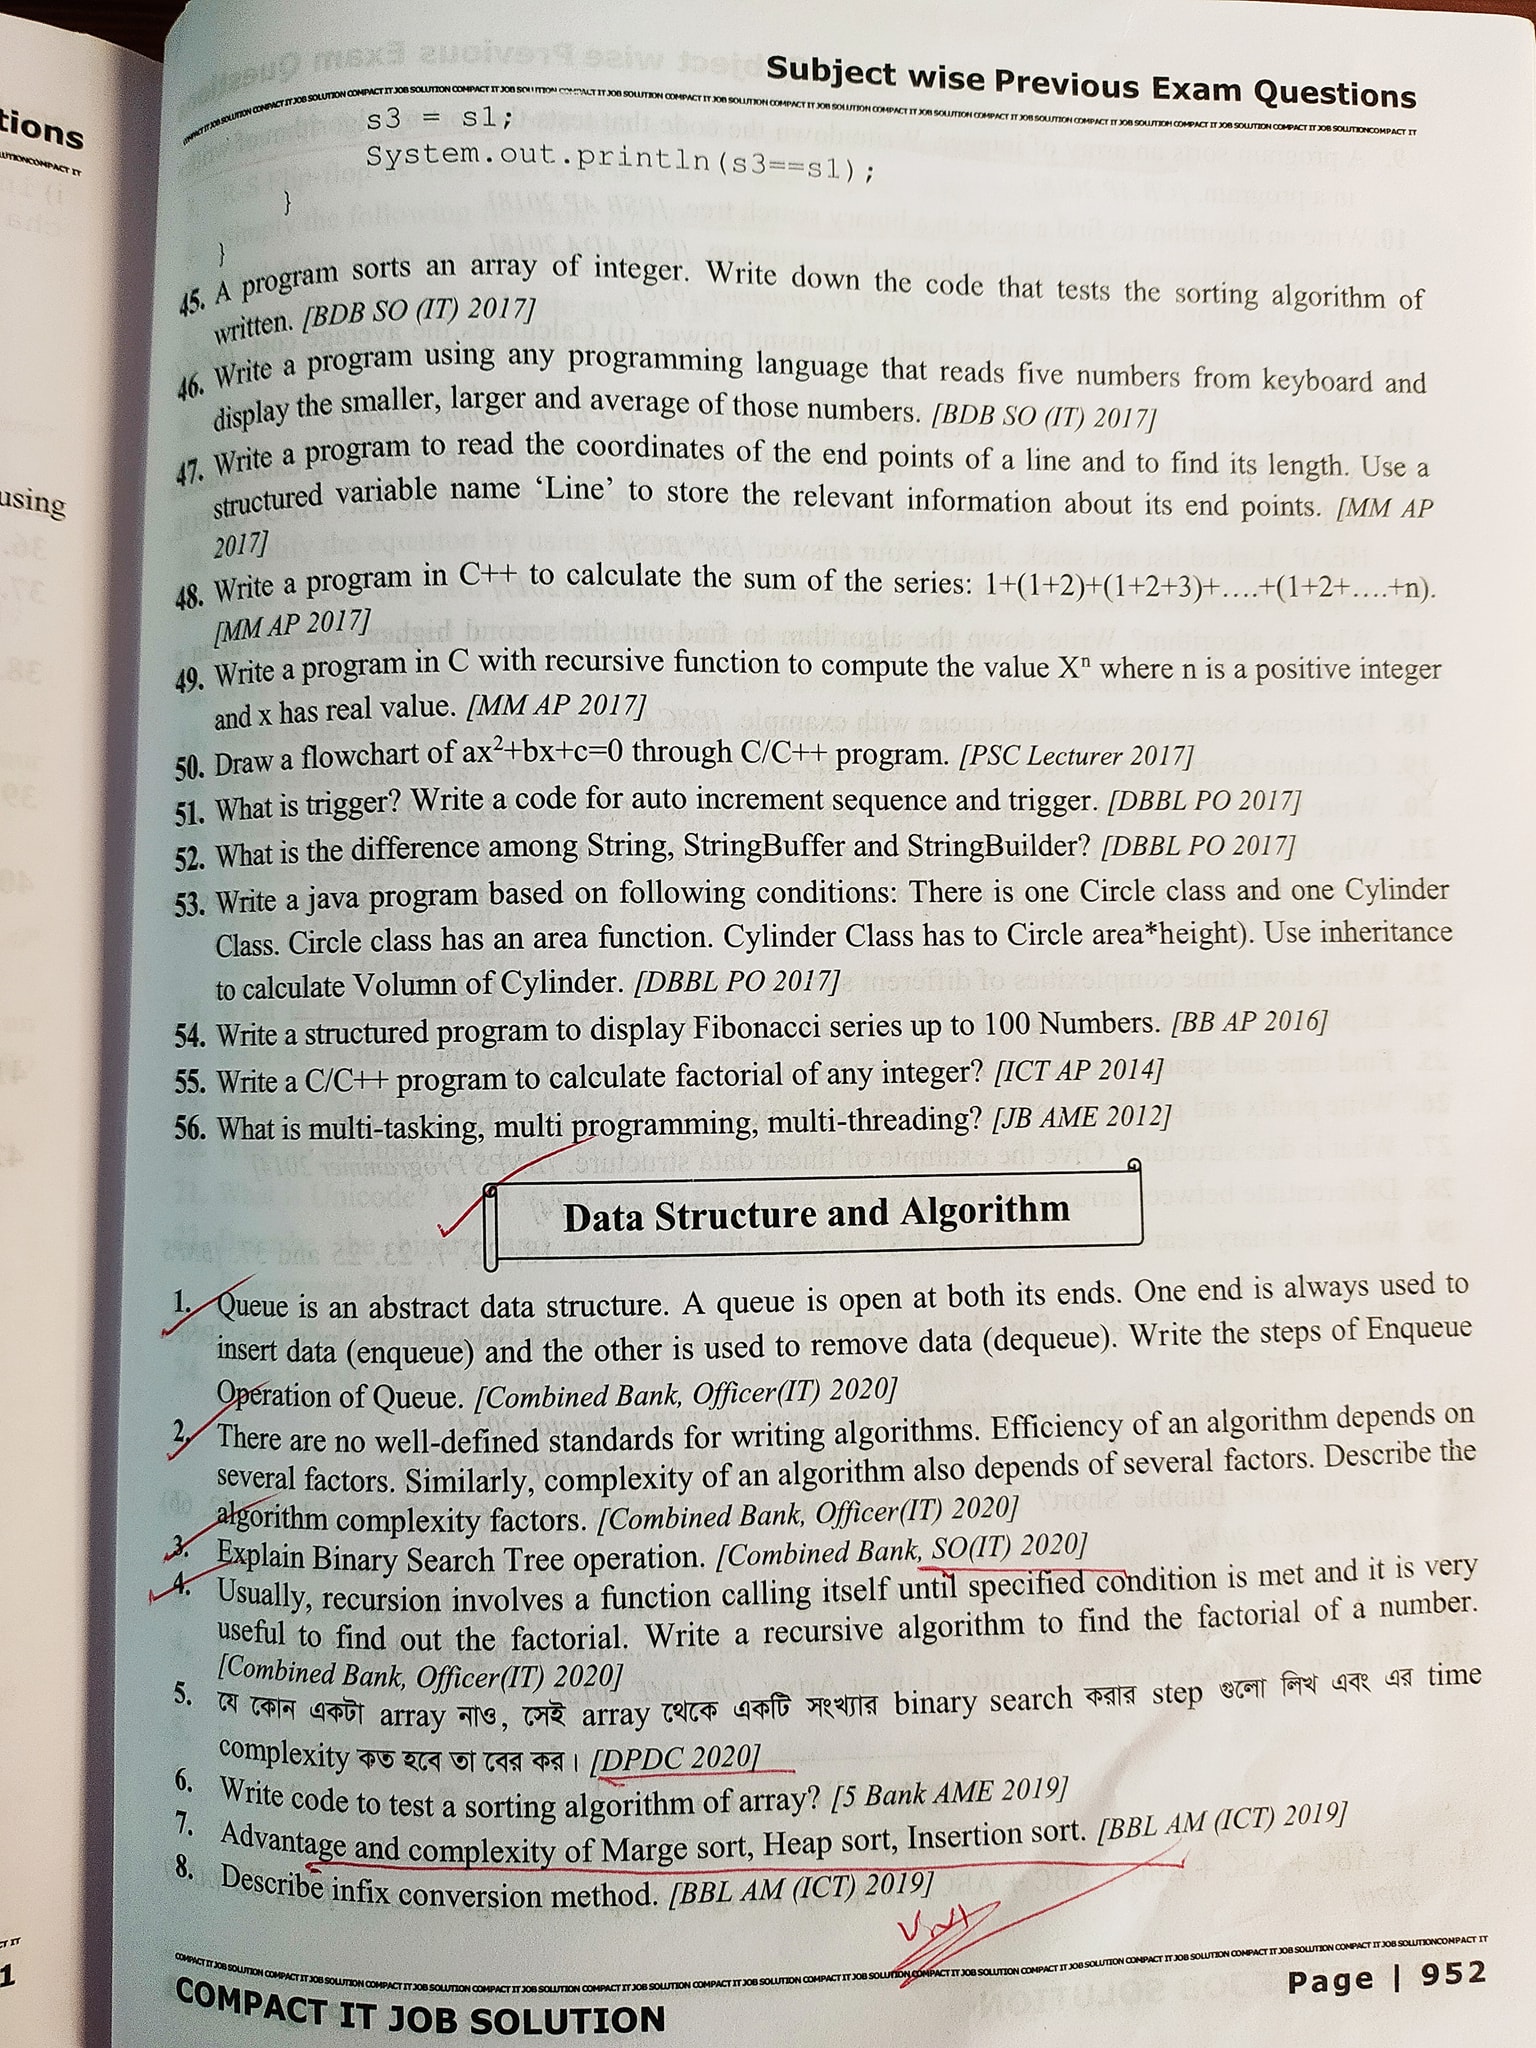 Subject wise Previous Exam Questions
s3 = s1;
System.out.println(s3==s1);
}
}
45. A program sorts an array of integer. Write down the code that tests the sorting algorithm of
written. [BDB SO (IT) 2017]
46. Write a program using any programming language that reads five numbers from keyboard and
display the smaller, larger and average of those numbers. [BDB SO (IT) 2017]
47. Write a program to read the coordinates of the end points of a line and to find its length. Use a
structured variable name ‘Line’ to store the relevant information about its end points. [MM AP
2017]
48. Write a program in C++ to calculate the sum of the series: 1+(1+2)+(1+2+3)+….+(1+2+….+n).
[MM AP 2017]
49. Write a program in C with recursive function to compute the value Xⁿ where n is a positive integer
and x has real value. [MM AP 2017]
50. Draw a flowchart of ax²+bx+c=0 through C/C++ program. [PSC Lecturer 2017]
51. What is trigger? Write a code for auto increment sequence and trigger. [DBBL PO 2017]
52. What is the difference among String, StringBuffer and StringBuilder? [DBBL PO 2017]
53. Write a java program based on following conditions: There is one Circle class and one Cylinder
Class. Circle class has an area function. Cylinder Class has to Circle area*height). Use inheritance
to calculate Volumn of Cylinder. [DBBL PO 2017]
54. Write a structured program to display Fibonacci series up to 100 Numbers. [BB AP 2016]
55. Write a C/C++ program to calculate factorial of any integer? [ICT AP 2014]
56. What is multi-tasking, multi programming, multi-threading? [JB AME 2012]
Data Structure and Algorithm
1. Queue is an abstract data structure. A queue is open at both its ends. One end is always used to
insert data (enqueue) and the other is used to remove data (dequeue). Write the steps of Enqueue
Operation of Queue. [Combined Bank, Officer(IT) 2020]
2. There are no well-defined standards for writing algorithms. Efficiency of an algorithm depends on
several factors. Similarly, complexity of an algorithm also depends of several factors. Describe the
algorithm complexity factors. [Combined Bank, Officer(IT) 2020]
3. Explain Binary Search Tree operation. [Combined Bank, SO(IT) 2020]
4. Usually, recursion involves a function calling itself until specified condition is met and it is very
useful to find out the factorial. Write a recursive algorithm to find the factorial of a number.
[Combined Bank, Officer(IT) 2020]
5. যে কোন একটা array নাও, সেই array থেকে একটি সংখ্যার binary search করার step গুলো লিখ এবং এর time
complexity কত হবে তা বের কর। [DPDC 2020]
6. Write code to test a sorting algorithm of array? [5 Bank AME 2019]
7. Advantage and complexity of Marge sort, Heap sort, Insertion sort. [BBL AM (ICT) 2019]
8. Describe infix conversion method. [BBL AM (ICT) 2019]
COMPACT IT JOB SOLUTION
Page | 952
tions
using
1